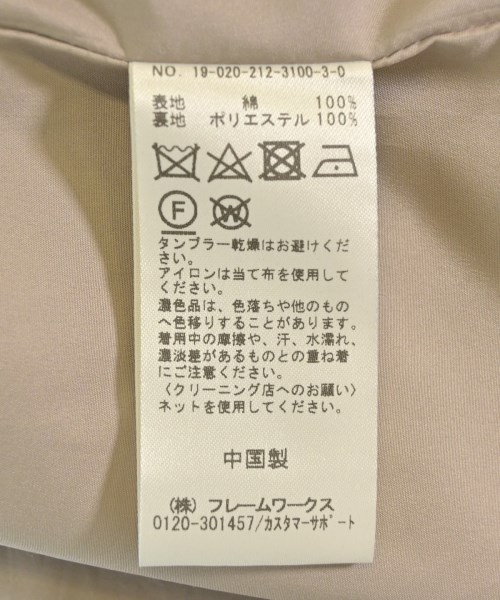 NO. 19-020-212-3100-3-0
表地 綿 100%
裏地 ポリエステル 100%
F
W
タンブラー乾燥はお避けくだ
さい。
アイロンは当て布を使用して
ください。
濃色品は、色落ちや他のもの
へ色移りすることがあります。
着用中の摩擦や、汗、水濡れ、
濃淡差があるものとの重ね着
にご注意ください。
〈クリーニング店へのお願い〉
ネットを使用してください。
中国製
(株) フレームワークス
0120-301457/カスタマーサポート